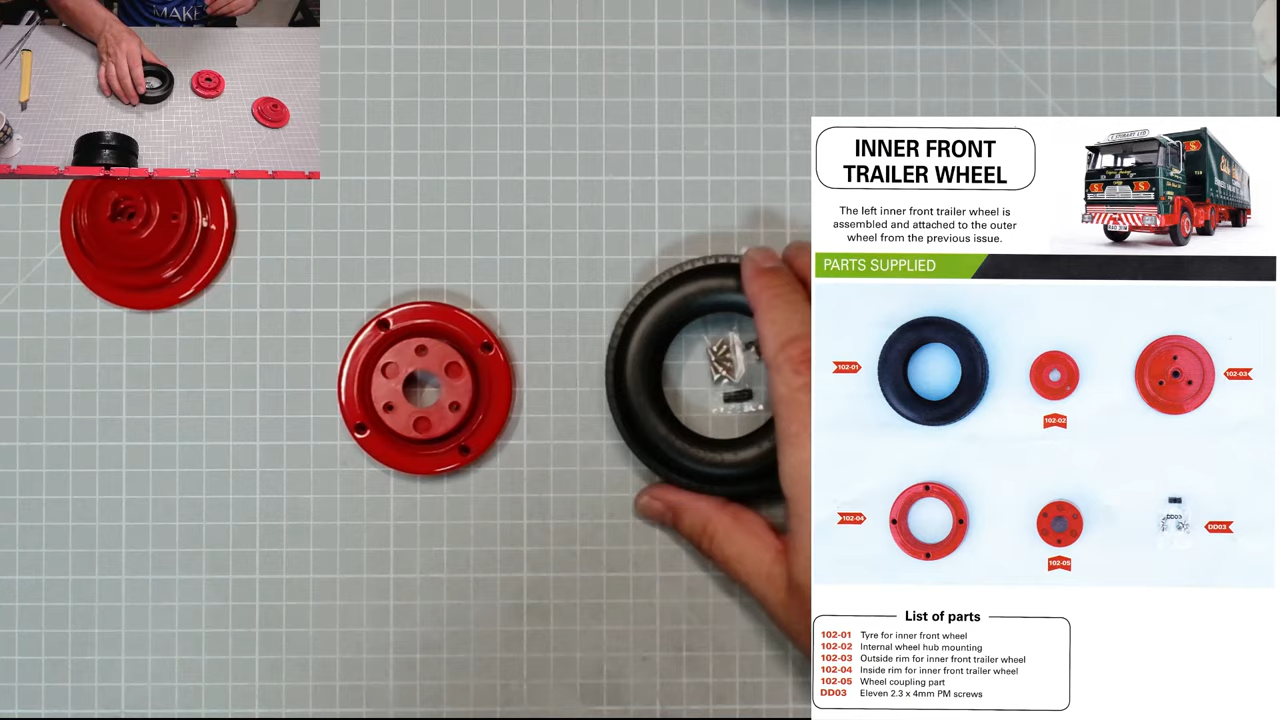 MAKE
INNER FRONT
TRAILER WHEEL
The left inner front trailer wheel is
assembled and attached to the outer
wheel from the previous issue.
PARTS SUPPLIED
102-01
102-02
102-03
102-04
102-05
DD03
DD03
List of parts
102-01 Tyre for inner front wheel
102-02 Internal wheel hub mounting
102-03 Outside rim for inner front trailer wheel
102-04 Inside rim for inner front trailer wheel
102-05 Wheel coupling part
DD03 Eleven 2.3 x 4mm PM screws